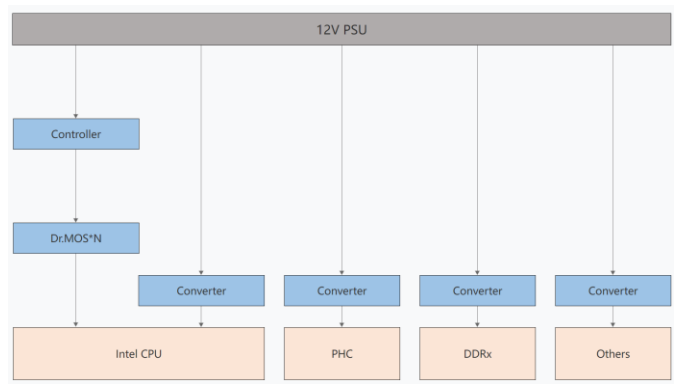 12V PSU
Controller
Dr.MOS*N
Converter
Converter
Converter
Converter
Intel CPU
PHC
DDRx
Others